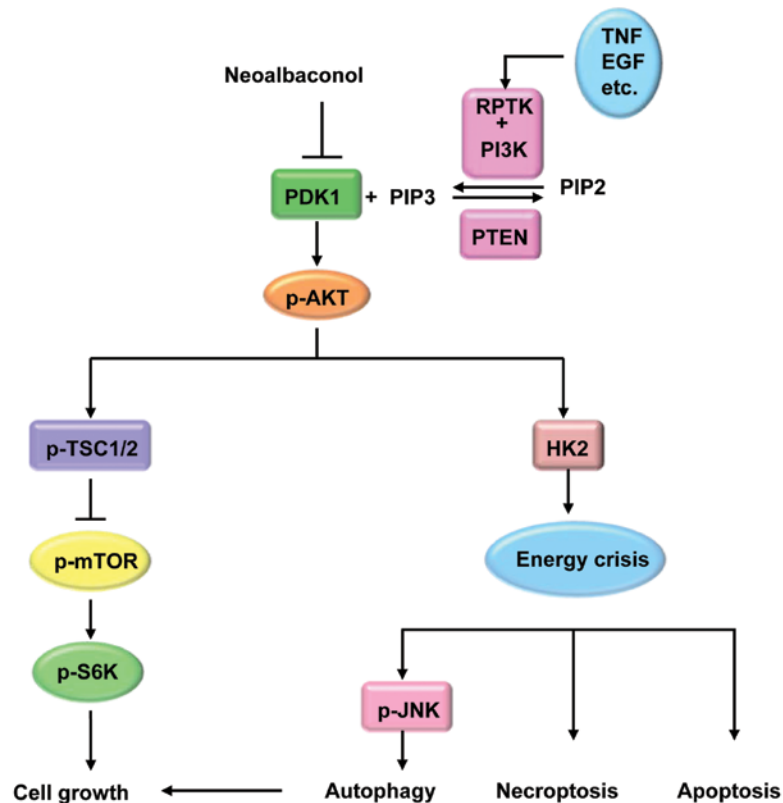 TNF
EGF
etc.
Neoalbaconol
RPTK
+
PI3K
PDK1 + PIP3
PIP2
PTEN
p-AKT
p-TSC1/2
HK2
p-mTOR
Energy crisis
p-S6K
p-JNK
Cell growth
Autophagy
Necroptosis
Apoptosis